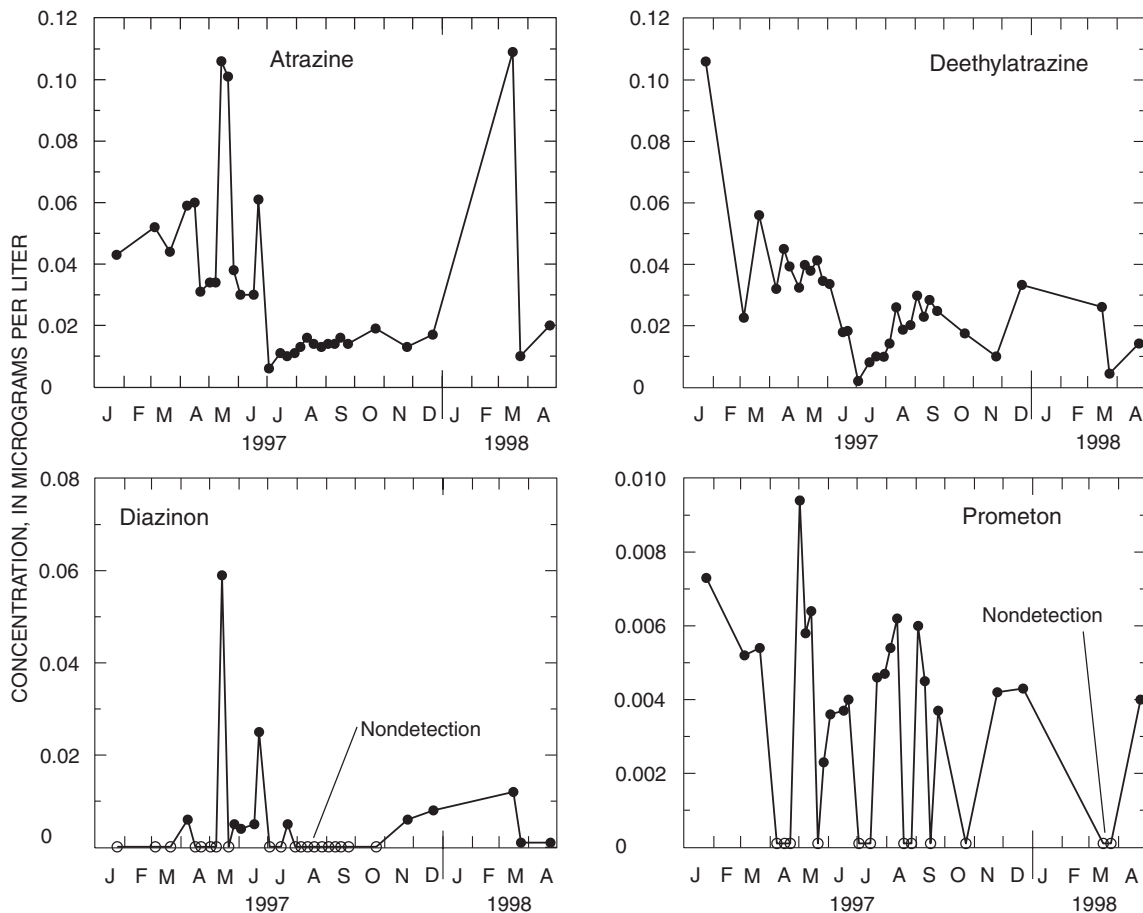 CONCENTRATION, IN MICROGRAMS PER LITER
Atrazine
0.12
0.10
0.08
0.06
0.04
0.02
0
J F M A M J J A S O N D J F M A
1997 1998
Deethylatrazine
0.12
0.10
0.08
0.06
0.04
0.02
0
J F M A M J J A S O N D J F M A
1997 1998
Diazinon
0.08
0.06
0.04
0.02
0
Nondetection
J F M A M J J A S O N D J F M A
1997 1998
Prometon
0.010
0.008
0.006
0.004
0.002
0
Nondetection
J F M A M J J A S O N D J F M A
1997 1998